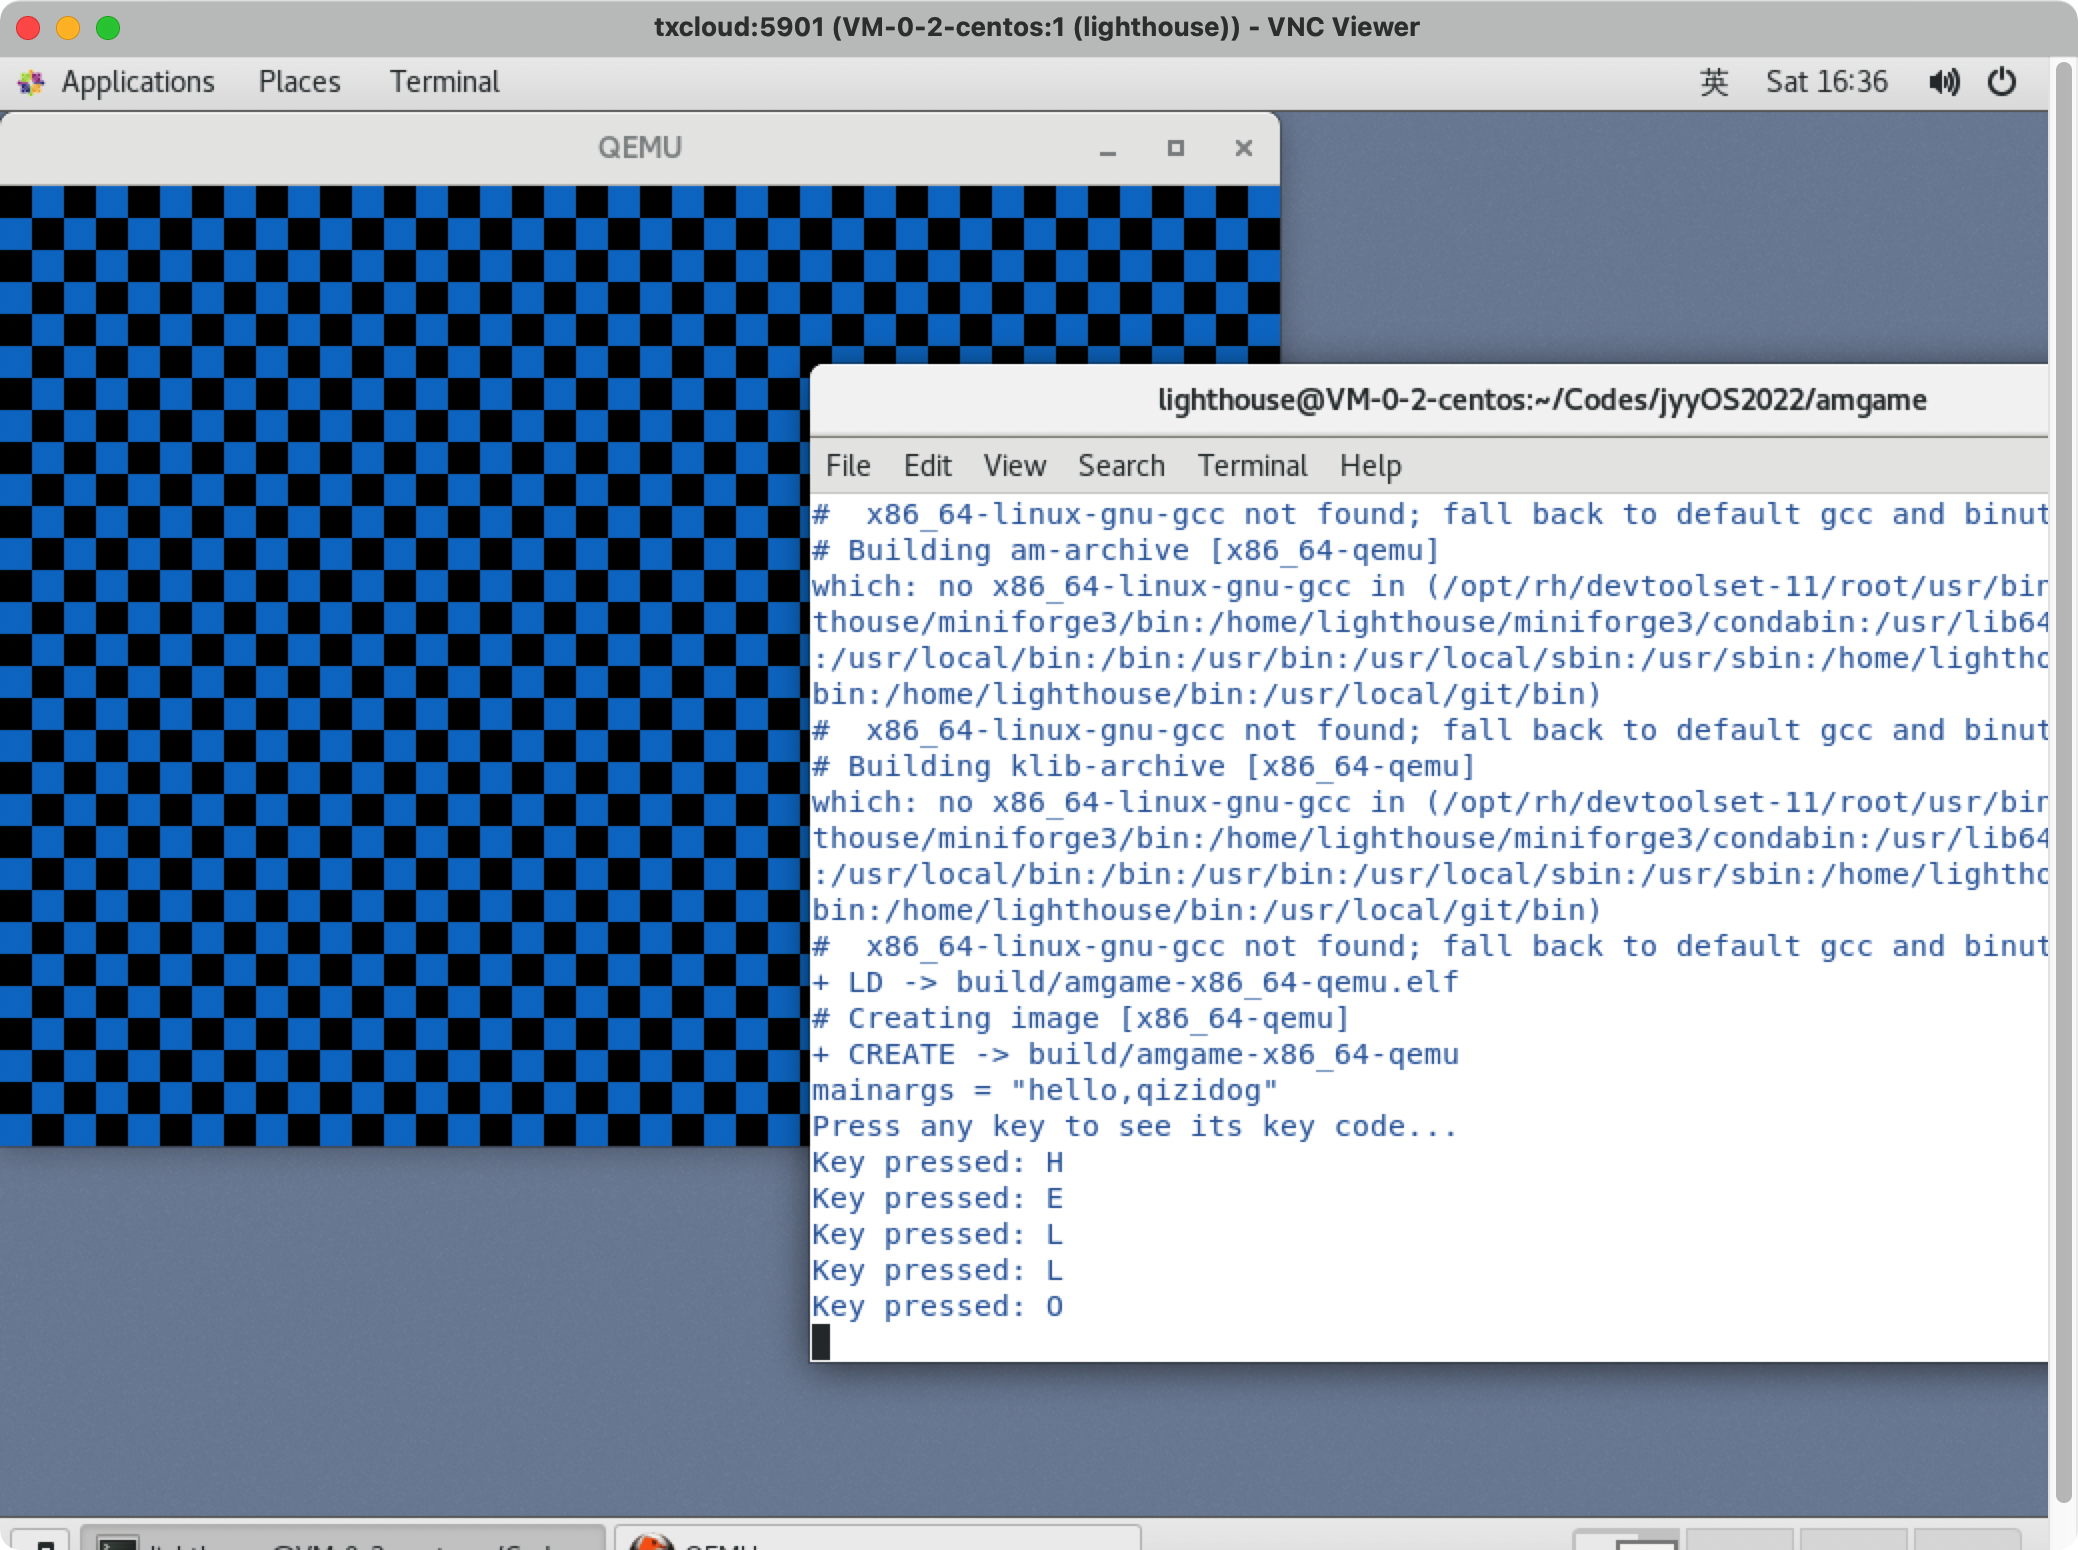 txcloud:5901 (VM-0-2-centos:1 (lighthouse)) - VNC Viewer
Applications Places Terminal 英 Sat 16:36
QEMU
lighthouse@VM-0-2-centos:~/Codes/jyyOS2022/amgame
File Edit View Search Terminal Help
#  x86_64-linux-gnu-gcc not found; fall back to default gcc and binut
# Building am-archive [x86_64-qemu]
which: no x86_64-linux-gnu-gcc in (/opt/rh/devtoolset-11/root/usr/bin
thouse/miniforge3/bin:/home/lighthouse/miniforge3/condabin:/usr/lib64
:/usr/local/bin:/bin:/usr/bin:/usr/local/sbin:/usr/sbin:/home/lightho
bin:/home/lighthouse/bin:/usr/local/git/bin)
#  x86_64-linux-gnu-gcc not found; fall back to default gcc and binut
# Building klib-archive [x86_64-qemu]
which: no x86_64-linux-gnu-gcc in (/opt/rh/devtoolset-11/root/usr/bin
thouse/miniforge3/bin:/home/lighthouse/miniforge3/condabin:/usr/lib64
:/usr/local/bin:/bin:/usr/bin:/usr/local/sbin:/usr/sbin:/home/lightho
bin:/home/lighthouse/bin:/usr/local/git/bin)
#  x86_64-linux-gnu-gcc not found; fall back to default gcc and binut
+ LD -> build/amgame-x86_64-qemu.elf
# Creating image [x86_64-qemu]
+ CREATE -> build/amgame-x86_64-qemu
mainargs = "hello,qizidog"
Press any key to see its key code...
Key pressed: H
Key pressed: E
Key pressed: L
Key pressed: L
Key pressed: O
QEMU